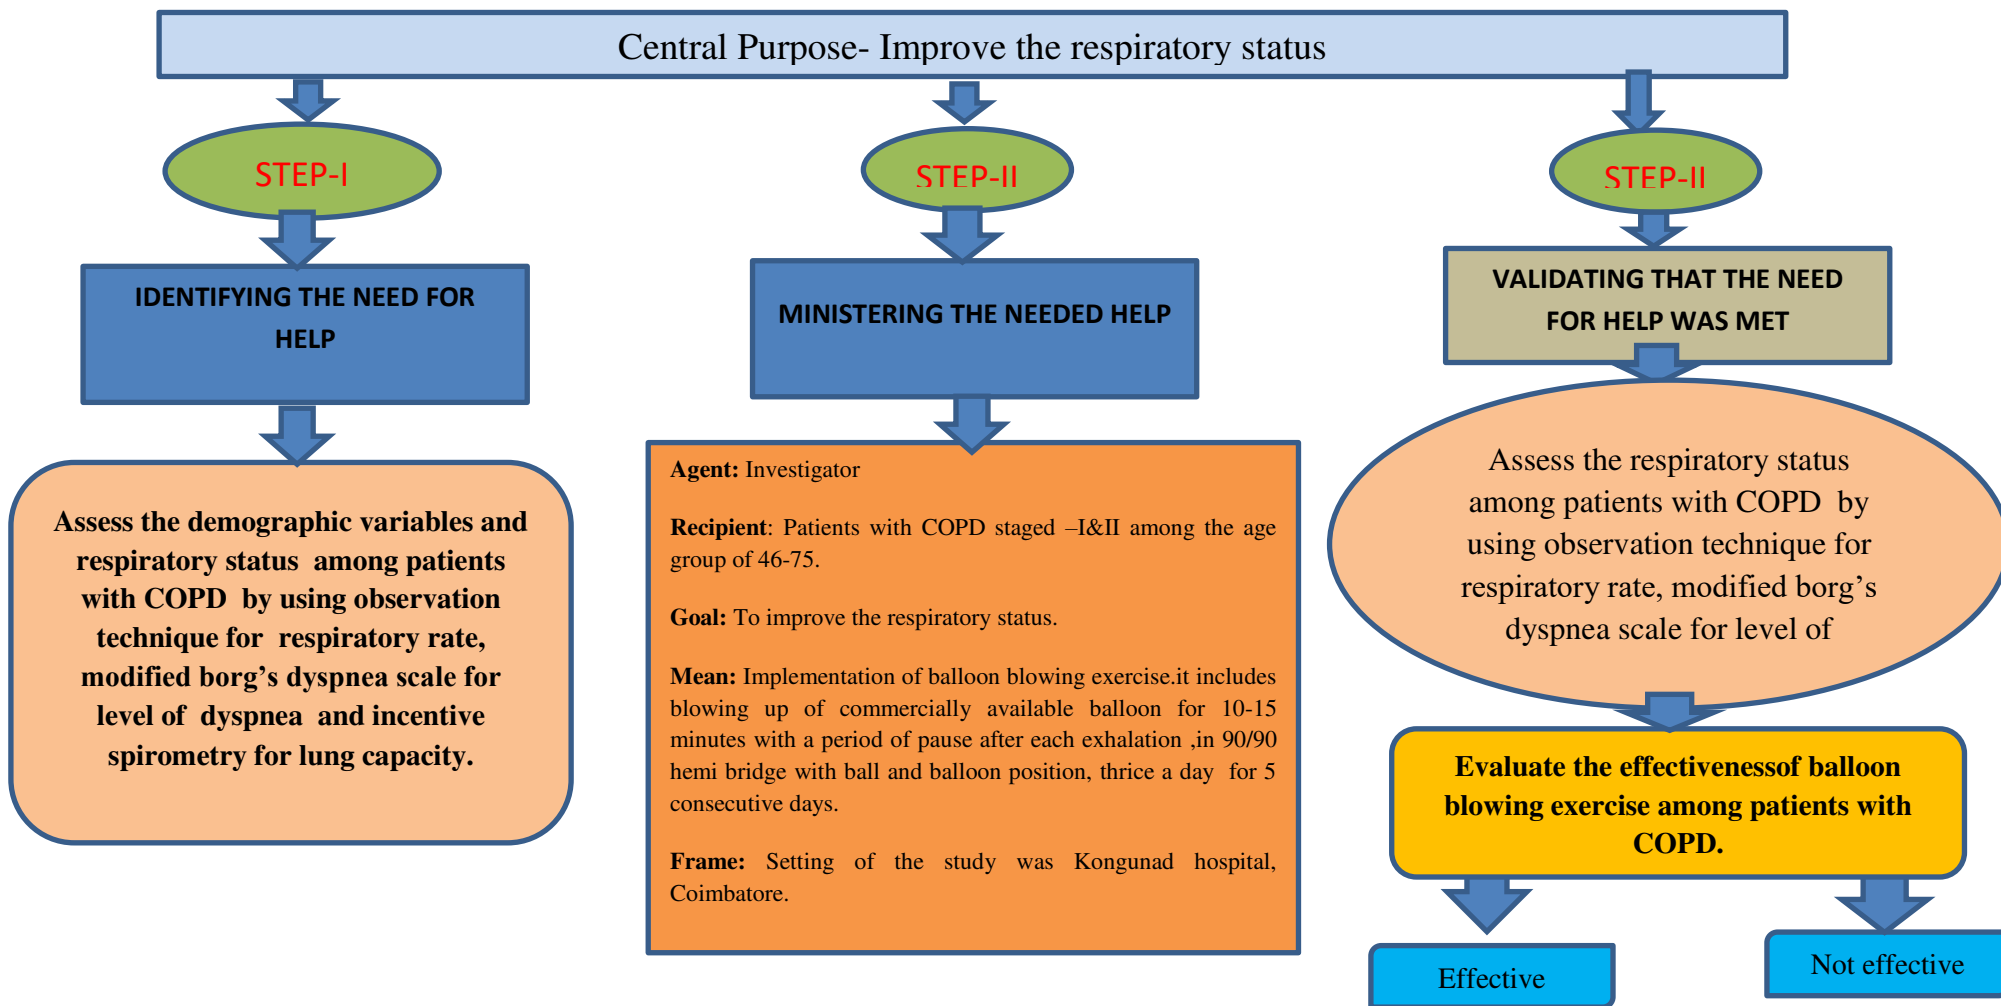 Central Purpose- Improve the respiratory status
STEP-I
IDENTIFYING THE NEED FOR
HELP
Assess the demographic variables and
respiratory status among patients
with COPD by using observation
technique for respiratory rate,
modified borg’s dyspnea scale for
level of dyspnea and incentive
spirometry for lung capacity.
STEP-II
MINISTERING THE NEEDED HELP
Agent: Investigator
Recipient: Patients with COPD staged –I&II among the age
group of 46-75.
Goal: To improve the respiratory status.
Mean: Implementation of balloon blowing exercise.it includes
blowing up of commercially available balloon for 10-15
minutes with a period of pause after each exhalation ,in 90/90
hemi bridge with ball and balloon position, thrice a day for 5
consecutive days.
Frame: Setting of the study was Kongunad hospital,
Coimbatore.
STEP-II
VALIDATING THAT THE NEED
FOR HELP WAS MET
Assess the respiratory status
among patients with COPD by
using observation technique for
respiratory rate, modified borg’s
dyspnea scale for level of
Evaluate the effectivenessof balloon
blowing exercise among patients with
COPD.
Effective
Not effective